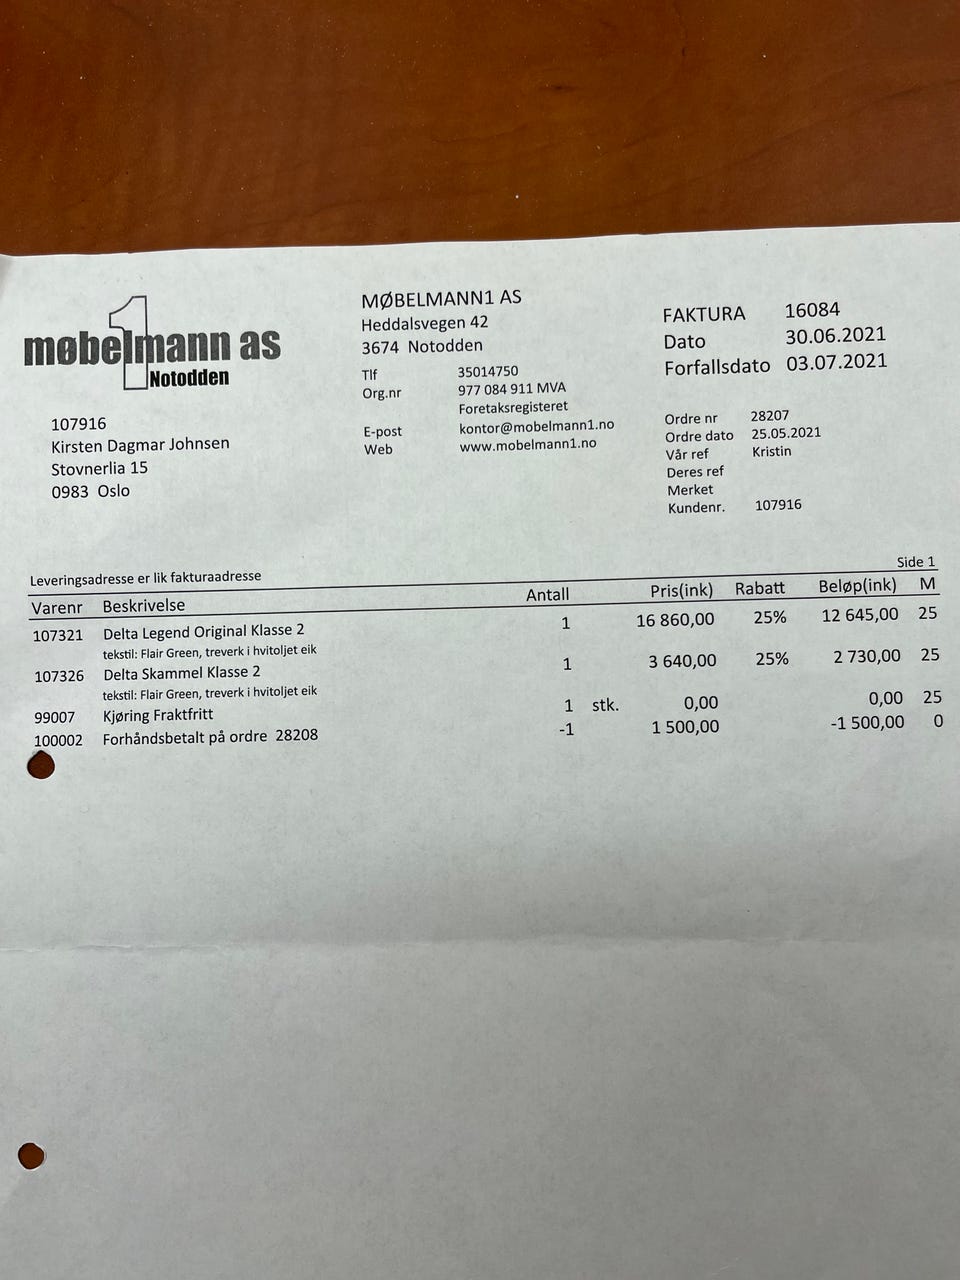 1
møbelmann as
Notodden
107916
Kirsten Dagmar Johnsen
Stovnerlia 15
0983 Oslo
MØBELMANN1 AS
Heddalsvegen 42
3674 Notodden
Tlf 35014750
Org.nr 977 084 911 MVA
Foretaksregisteret
E-post kontor@mobelmann1.no
Web www.mobelmann1.no
FAKTURA 16084
Dato 30.06.2021
Forfallsdato 03.07.2021
Ordre nr 28207
Ordre dato 25.05.2021
Vår ref Kristin
Deres ref
Merket
Kundenr. 107916
Leveringsadresse er lik fakturaadresse
Side 1
Varenr Beskrivelse Antall Pris(ink) Rabatt Beløp(ink) M
107321 Delta Legend Original Klasse 2 1 16 860,00 25% 12 645,00 25
tekstil: Flair Green, treverk i hvitoljet eik
107326 Delta Skammel Klasse 2 1 3 640,00 25% 2 730,00 25
tekstil: Flair Green, treverk i hvitoljet eik
99007 Kjøring Fraktfritt 1 stk. 0,00 0,00 25
100002 Forhåndsbetalt på ordre 28208 -1 1 500,00 -1 500,00 0